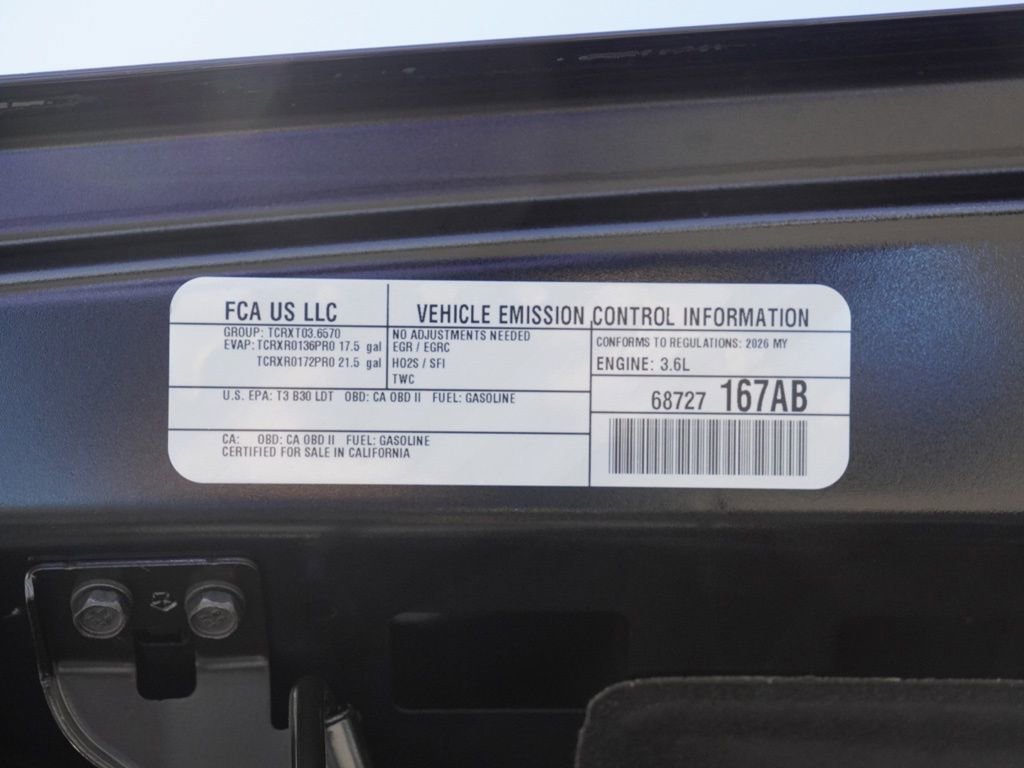 FCA US LLC
VEHICLE EMISSION CONTROL INFORMATION
GROUP: TCRXT03.6570
EVAP: TCRXR0136PR0 17.5 gal
TCRXR0172PR0 21.5 gal
NO ADJUSTMENTS NEEDED
EGR / EGRC
HO2S / SFI
TWC
CONFORMS TO REGULATIONS: 2026 MY
ENGINE: 3.6L
U.S. EPA: T3 B30 LDT OBD: CA OBD II FUEL: GASOLINE
68727 167AB
CA: OBD: CA OBD II FUEL: GASOLINE
CERTIFIED FOR SALE IN CALIFORNIA